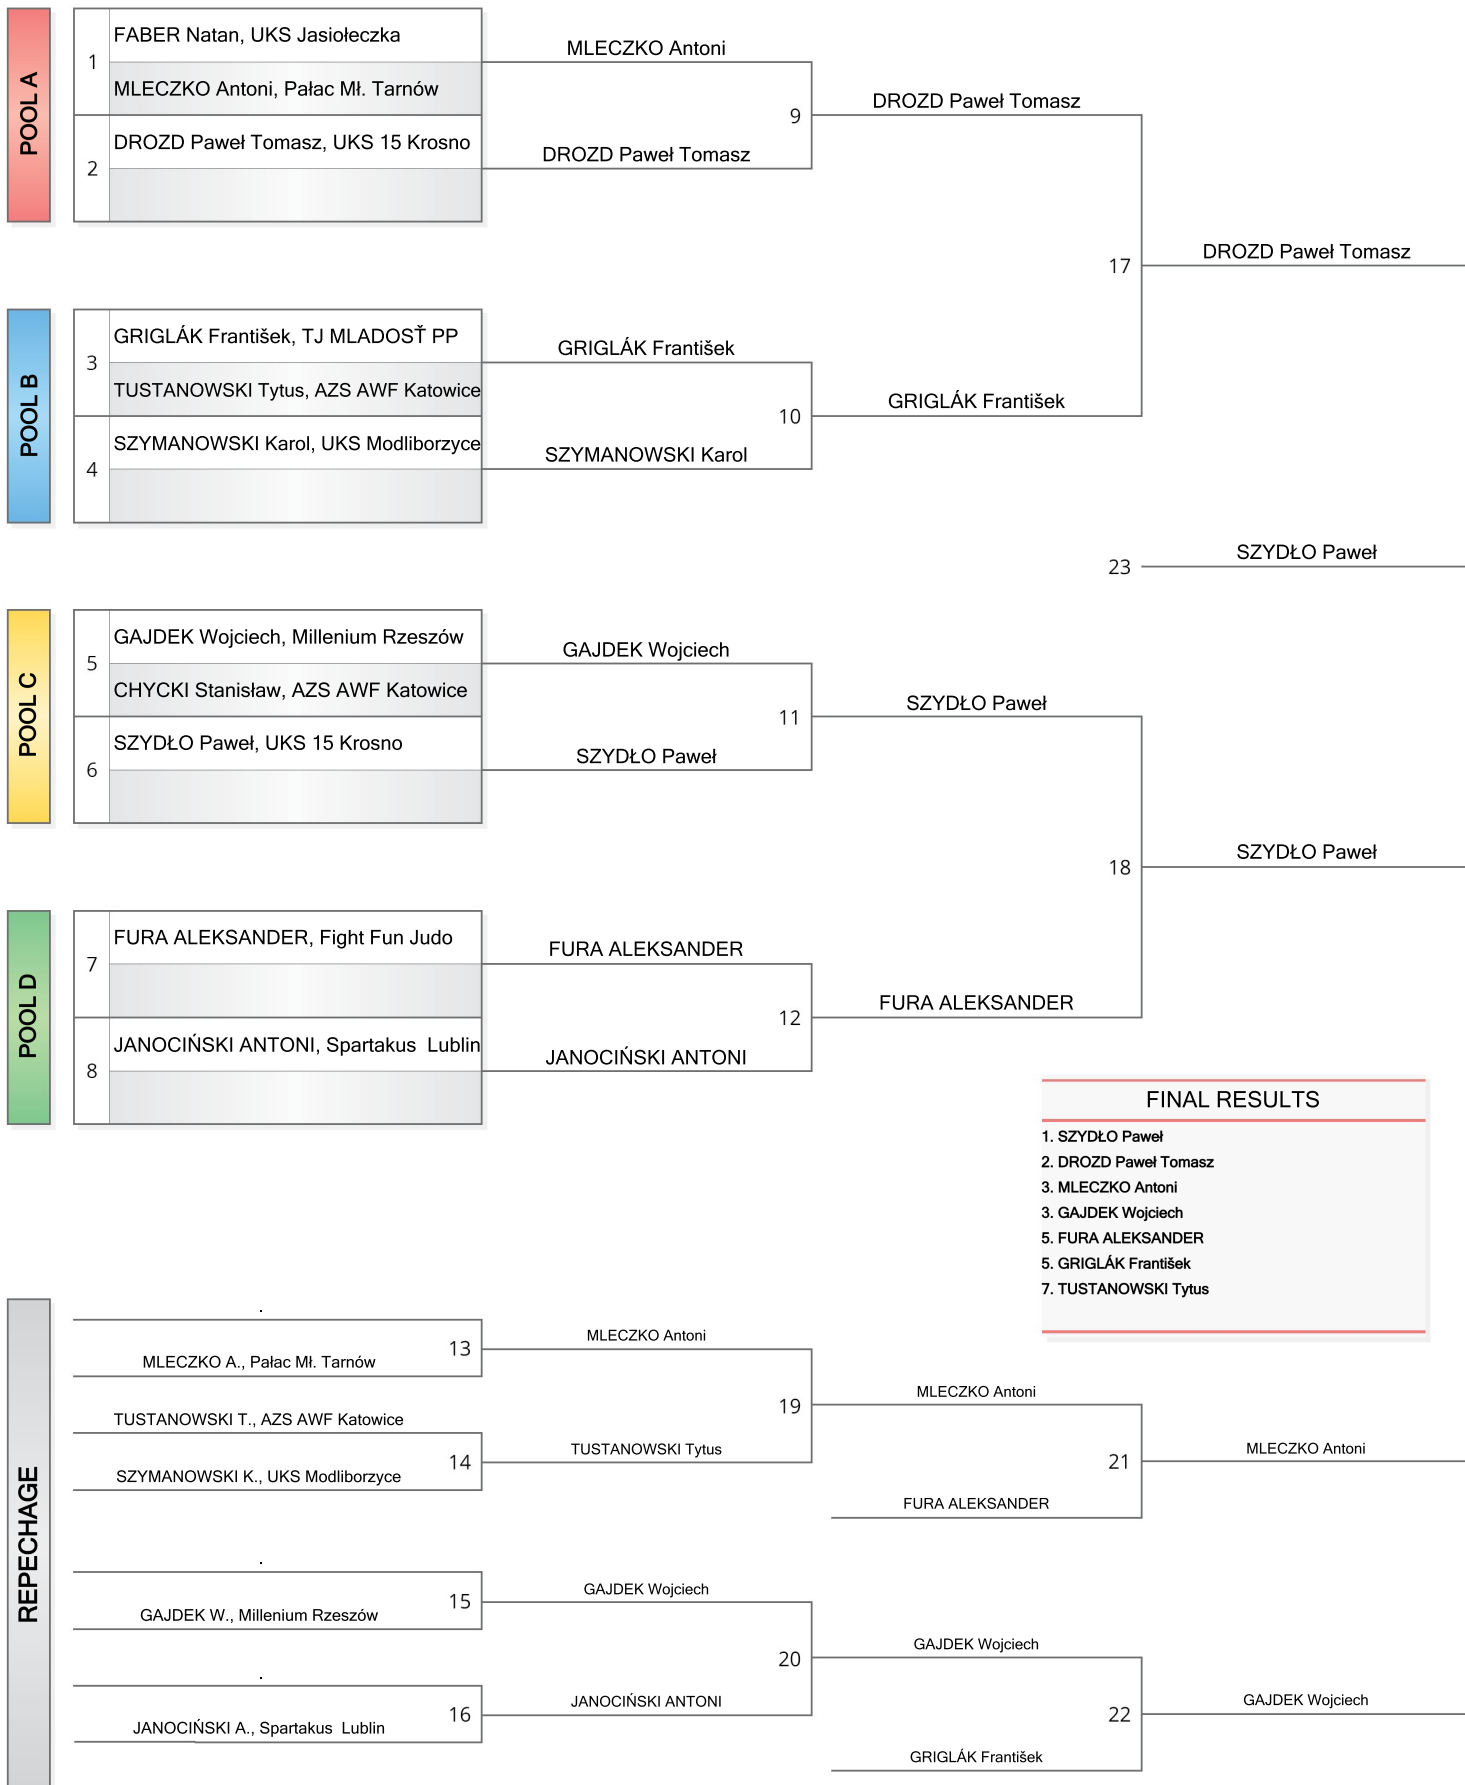 POOL A
1
FABER Natan, UKS Jasiołeczka
MLECZKO Antoni, Pałac Mł. Tarnów
2
DROZD Paweł Tomasz, UKS 15 Krosno
MLECZKO Antoni
9
DROZD Paweł Tomasz
DROZD Paweł Tomasz
17
DROZD Paweł Tomasz
POOL B
3
GRIGLÁK František, TJ MLADOSŤ PP
TUSTANOWSKI Tytus, AZS AWF Katowice
4
SZYMANOWSKI Karol, UKS Modliborzyce
GRIGLÁK František
10
SZYMANOWSKI Karol
GRIGLÁK František
23
SZYDŁO Paweł
POOL C
5
GAJDEK Wojciech, Millenium Rzeszów
CHYCKI Stanisław, AZS AWF Katowice
6
SZYDŁO Paweł, UKS 15 Krosno
GAJDEK Wojciech
11
SZYDŁO Paweł
SZYDŁO Paweł
18
SZYDŁO Paweł
POOL D
7
FURA ALEKSANDER, Fight Fun Judo
8
JANOCIŃSKI ANTONI, Spartakus  Lublin
FURA ALEKSANDER
12
JANOCIŃSKI ANTONI
FURA ALEKSANDER
FINAL RESULTS
1. SZYDŁO Paweł
2. DROZD Paweł Tomasz
3. MLECZKO Antoni
3. GAJDEK Wojciech
5. FURA ALEKSANDER
5. GRIGLÁK František
7. TUSTANOWSKI Tytus
REPECHAGE
.
13
MLECZKO A., Pałac Mł. Tarnów
TUSTANOWSKI T., AZS AWF Katowice
14
SZYMANOWSKI K., UKS Modliborzyce
MLECZKO Antoni
19
TUSTANOWSKI Tytus
MLECZKO Antoni
21
FURA ALEKSANDER
MLECZKO Antoni
.
15
GAJDEK W., Millenium Rzeszów
.
16
JANOCIŃSKI A., Spartakus  Lublin
GAJDEK Wojciech
20
JANOCIŃSKI ANTONI
GAJDEK Wojciech
22
GRIGLÁK František
GAJDEK Wojciech